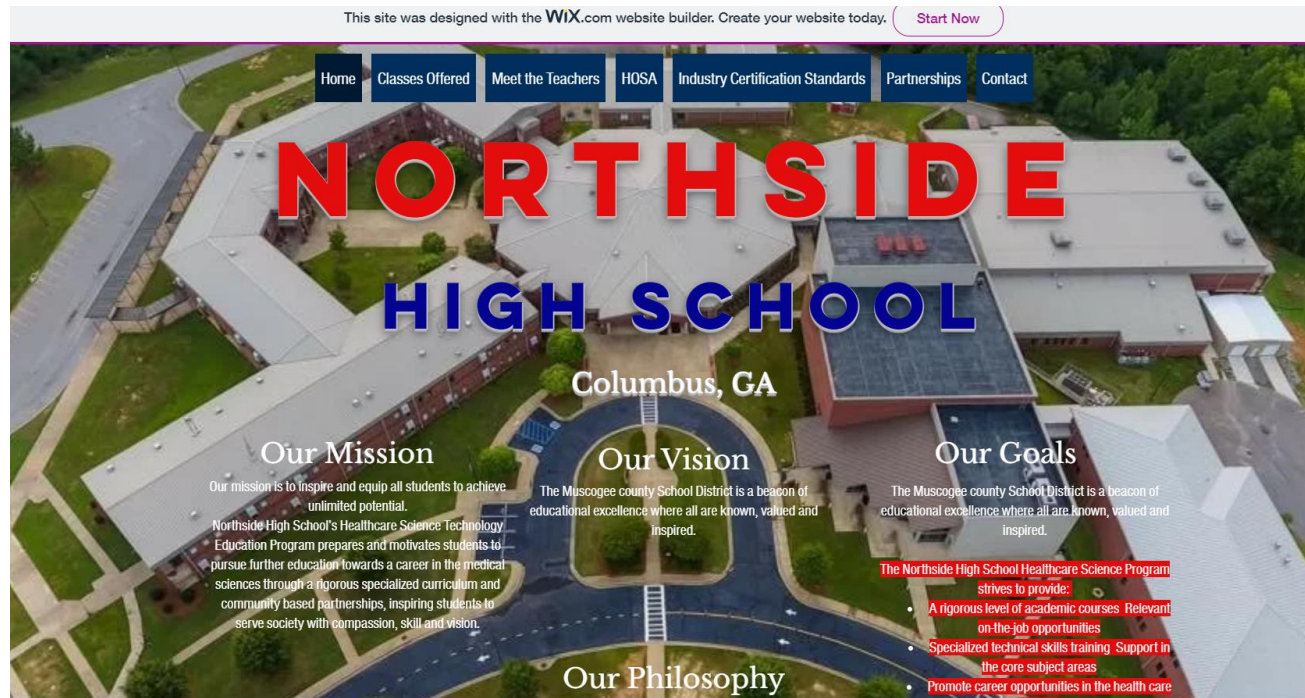 This site was designed with the WiX.com website builder. Create your website today. Start Now
Home Classes Offered Meet the Teachers HOSA Industry Certification Standards Partnerships Contact
NORTHSIDE
HIGH SCHOOL
Columbus, GA
Our Mission
Our mission is to inspire and equip all students to achieve
unlimited potential.
Northside High School's Healthcare Science Technology
Education Program prepares and motivates students to
pursue further education towards a career in the medical
sciences through a rigorous specialized curriculum and
community based partnerships, inspiring students to
serve society with compassion, skill and vision.
Our Vision
The Muscogee county School District is a beacon of
educational excellence where all are known, valued and
inspired.
Our Goals
The Muscogee county School District is a beacon of
educational excellence where all are known, valued and
inspired.
The Northside High School Healthcare Science Program
strives to provide:
• A rigorous level of academic courses Relevant
on-the-job opportunities
• Specialized technical skills training Support in
the core subject areas
• Promote career opportunities in the health care
Our Philosophy